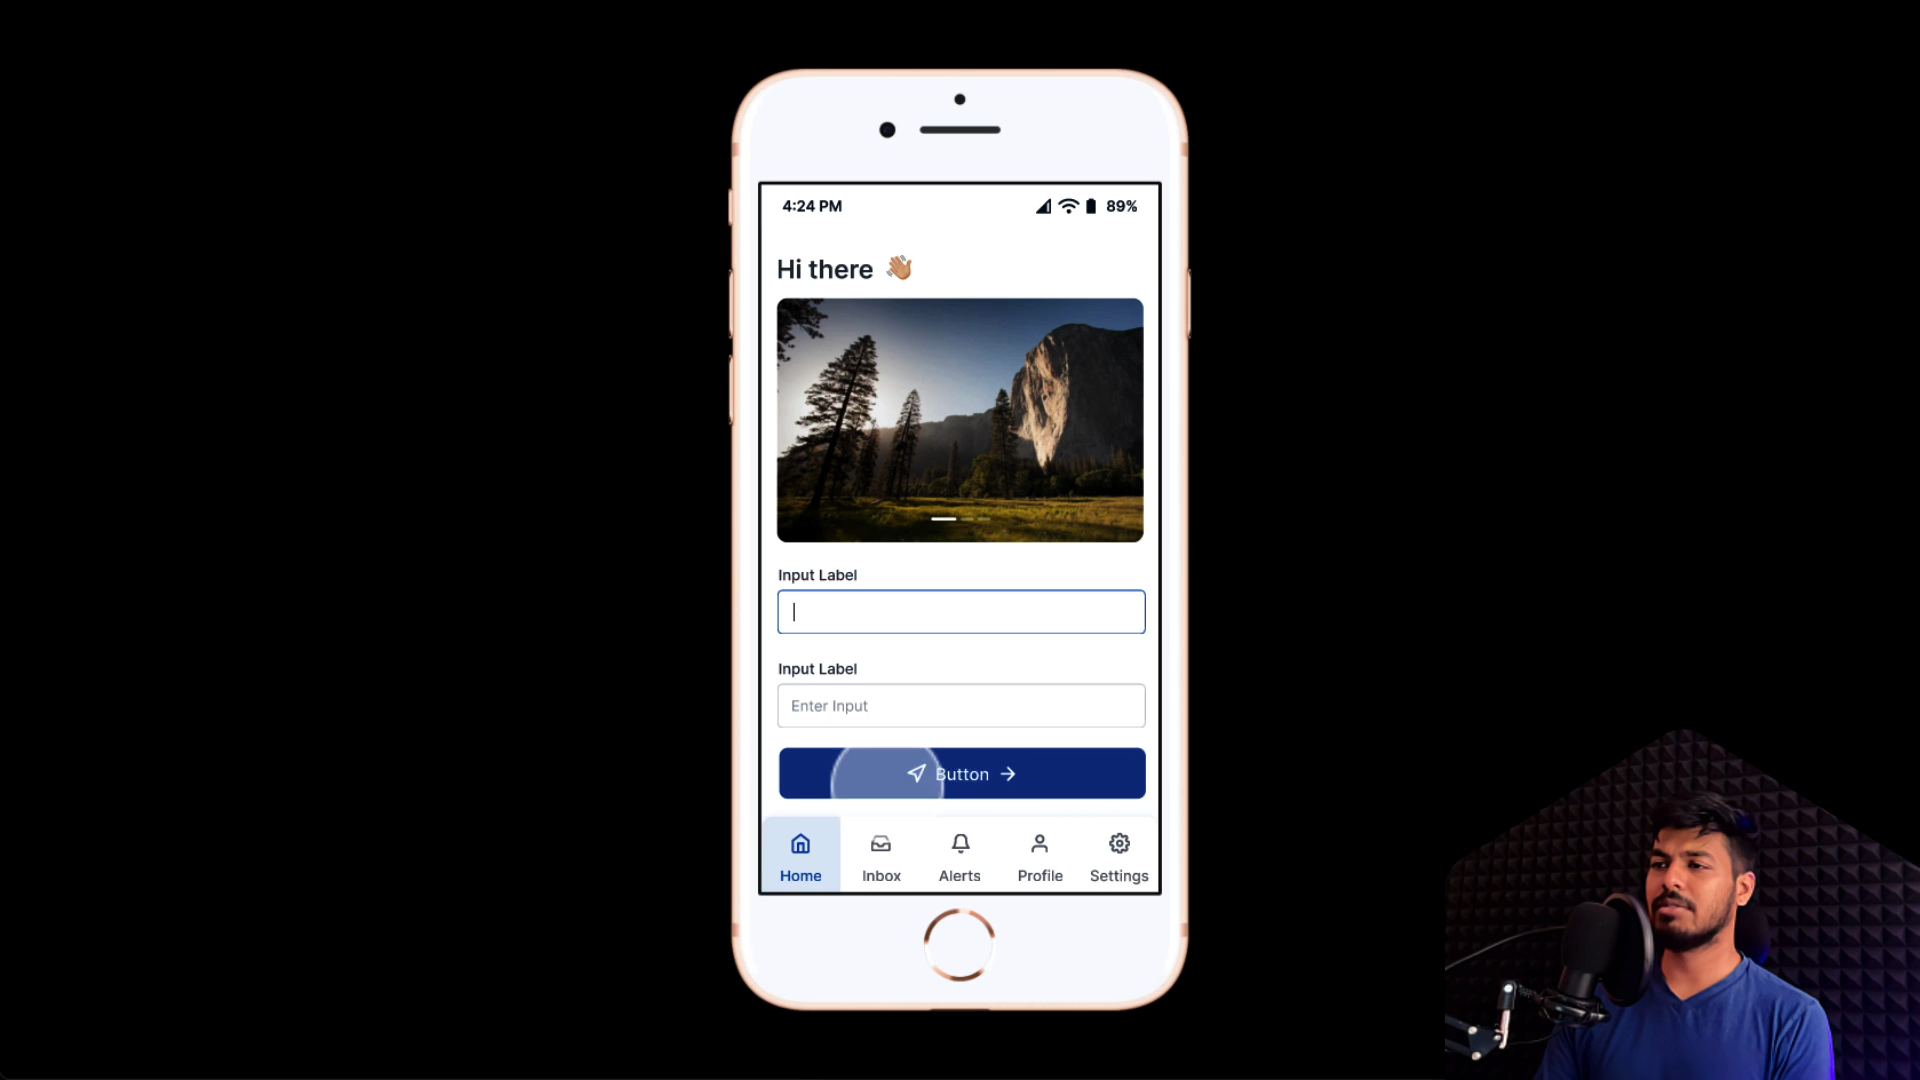 4:24 PM 89%
Hi there 👋🏽
Input Label
Input Label
Enter Input
Button
Home Inbox Alerts Profile Settings